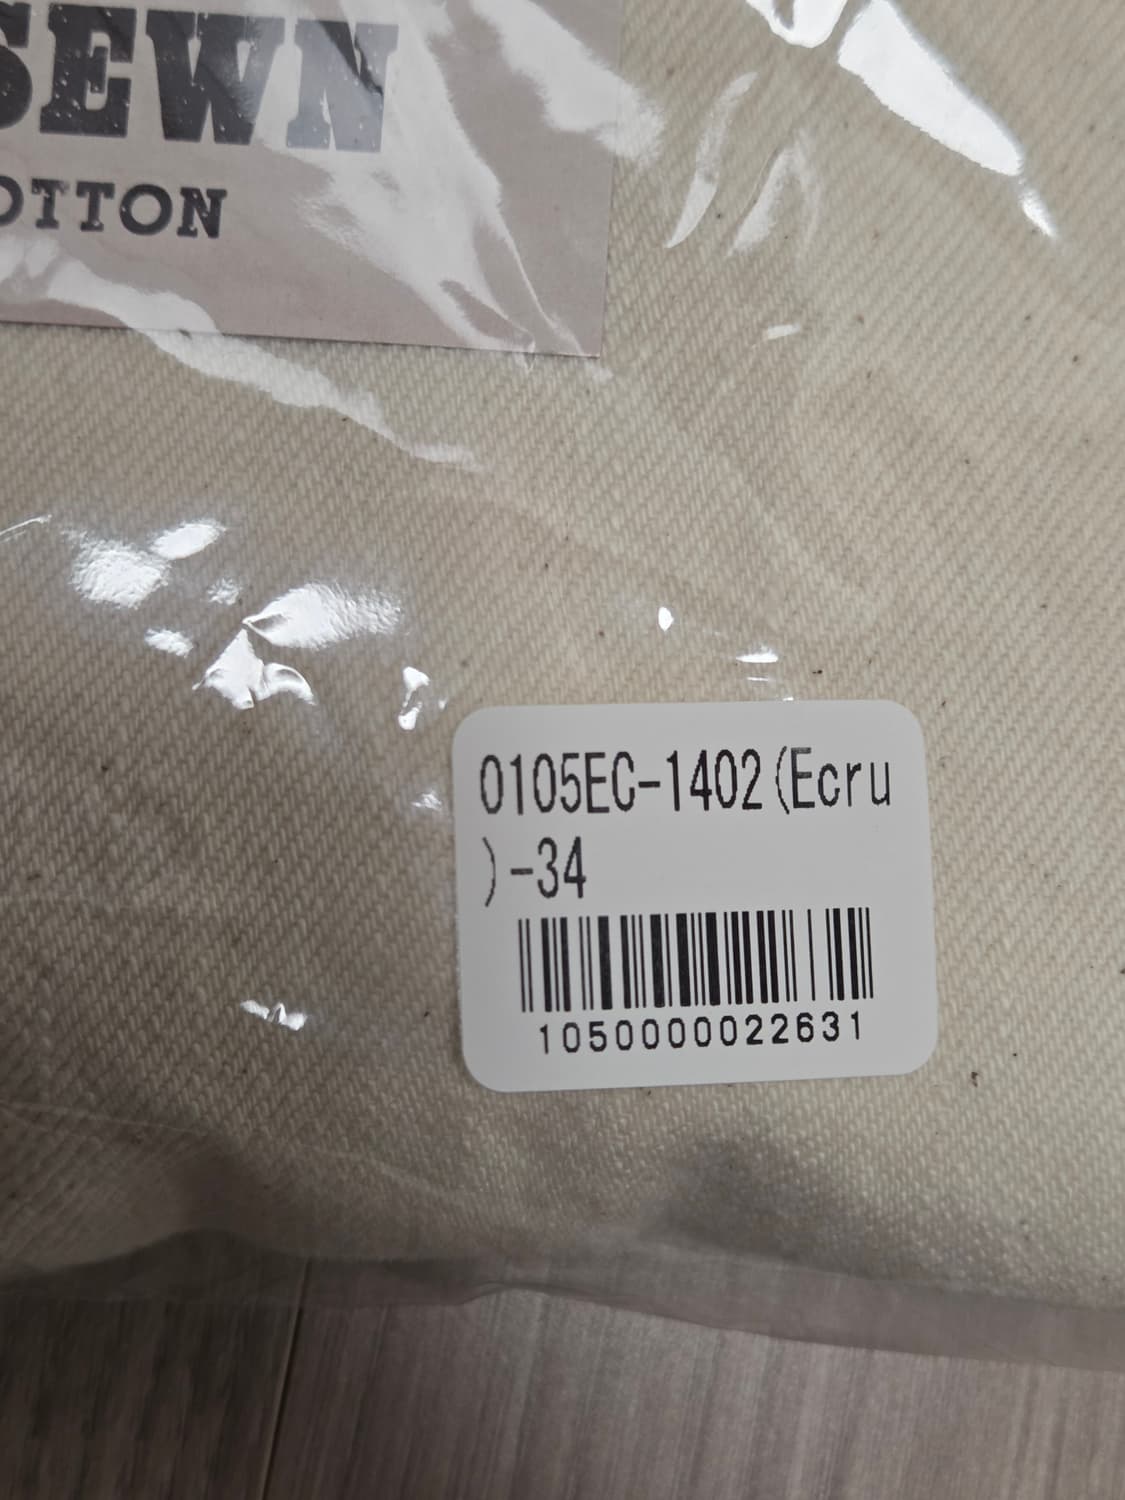 SEWN
OTTON
0105EC-1402(Ecru
)-34
1050000022631